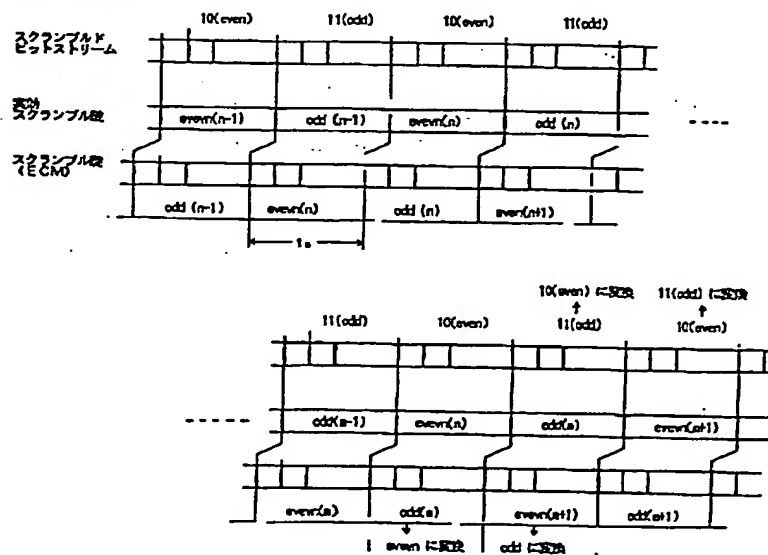 10(even) 11(odd) 10(even) 11(odd)
スクランブルド
ビットストリーム
実効
スクランブル鍵
evevn(n-1) odd (n-1) evevn(n) odd (n)
スクランブル鍵
(ECM)
odd (n-1) evevn(n) odd (n) even(n+1)
1s
10(even) に変換 11(odd) に変換
11(odd) 10(even) 11(odd) 10(even)
odd(m-1) evevn(n) odd(m) evevn(m+1)
evevn(m) odd(m) evevn(m+1) odd(m+1)
evevn に変換 odd に変換